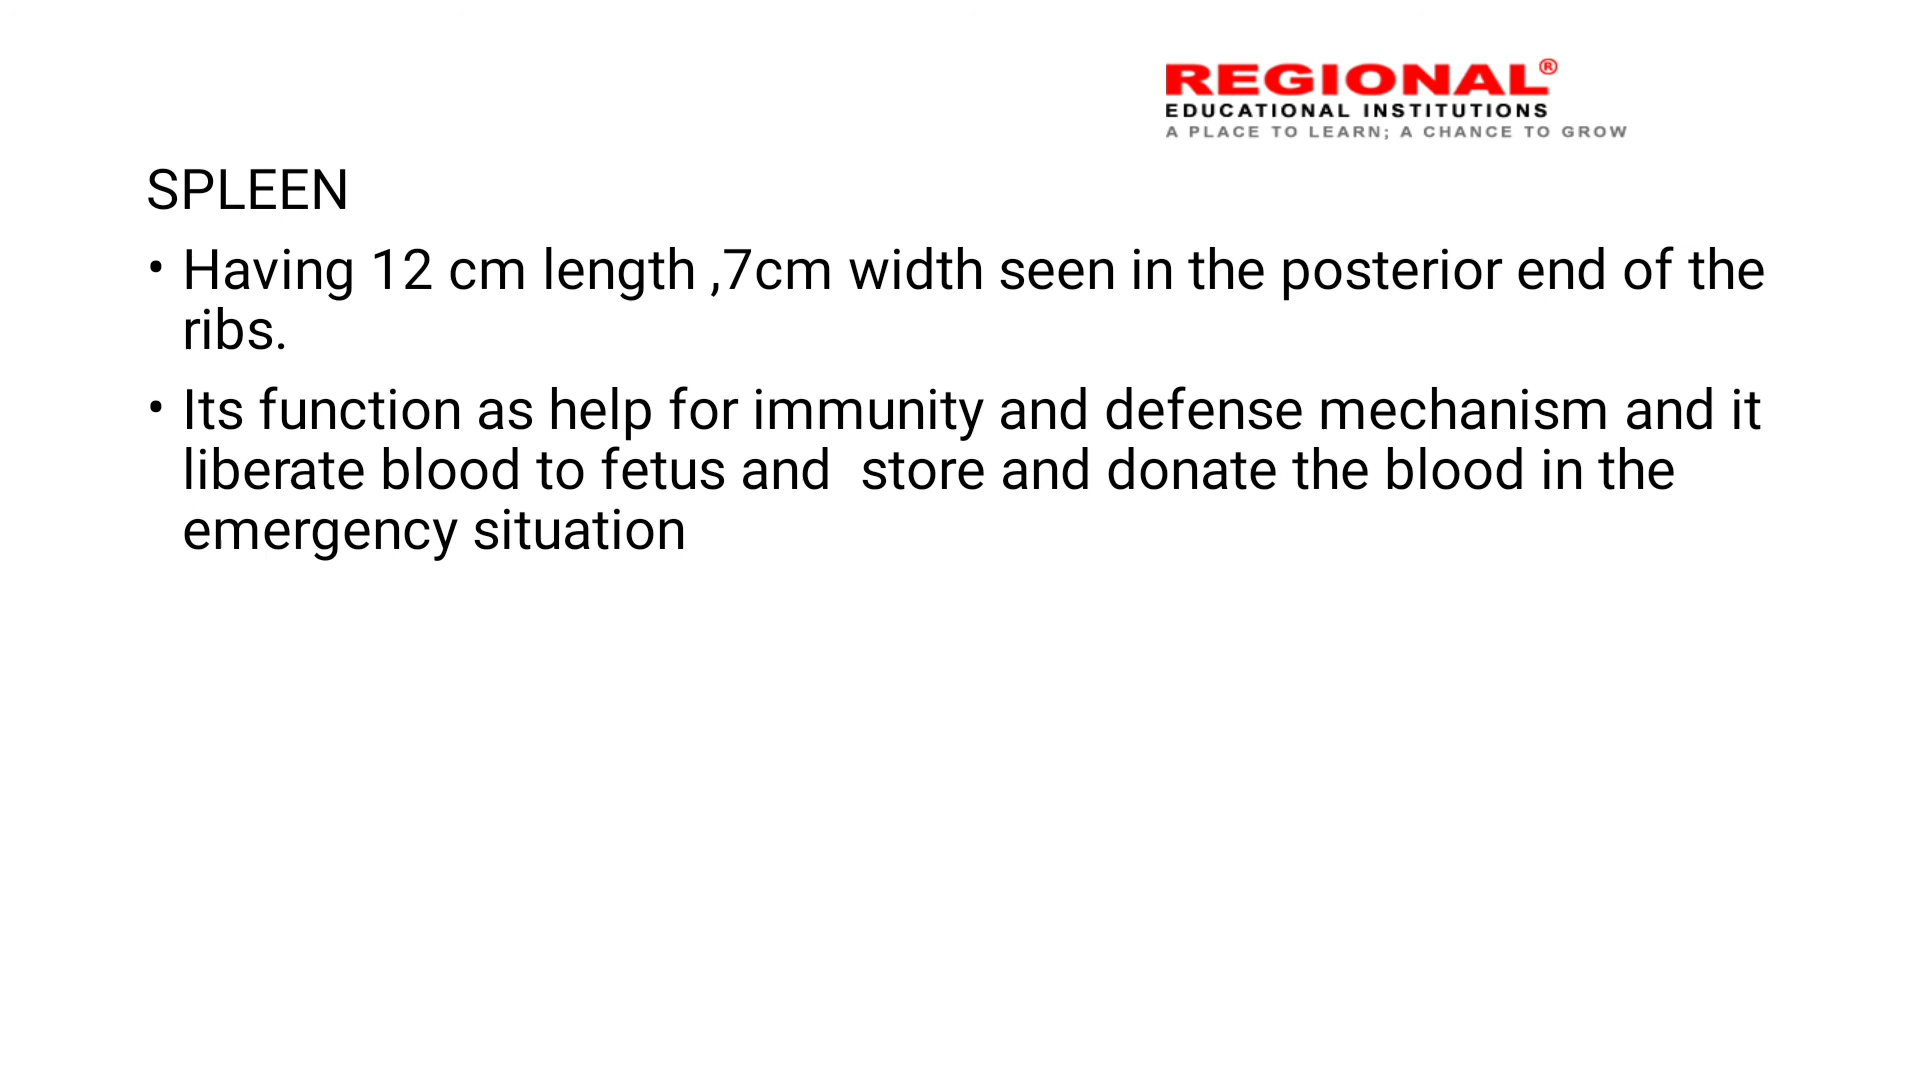 REGIONAL®
EDUCATIONAL INSTITUTIONS
A PLACE TO LEARN; A CHANCE TO GROW
SPLEEN
• Having 12 cm length ,7cm width seen in the posterior end of the
ribs.
• Its function as help for immunity and defense mechanism and it
liberate blood to fetus and  store and donate the blood in the
emergency situation